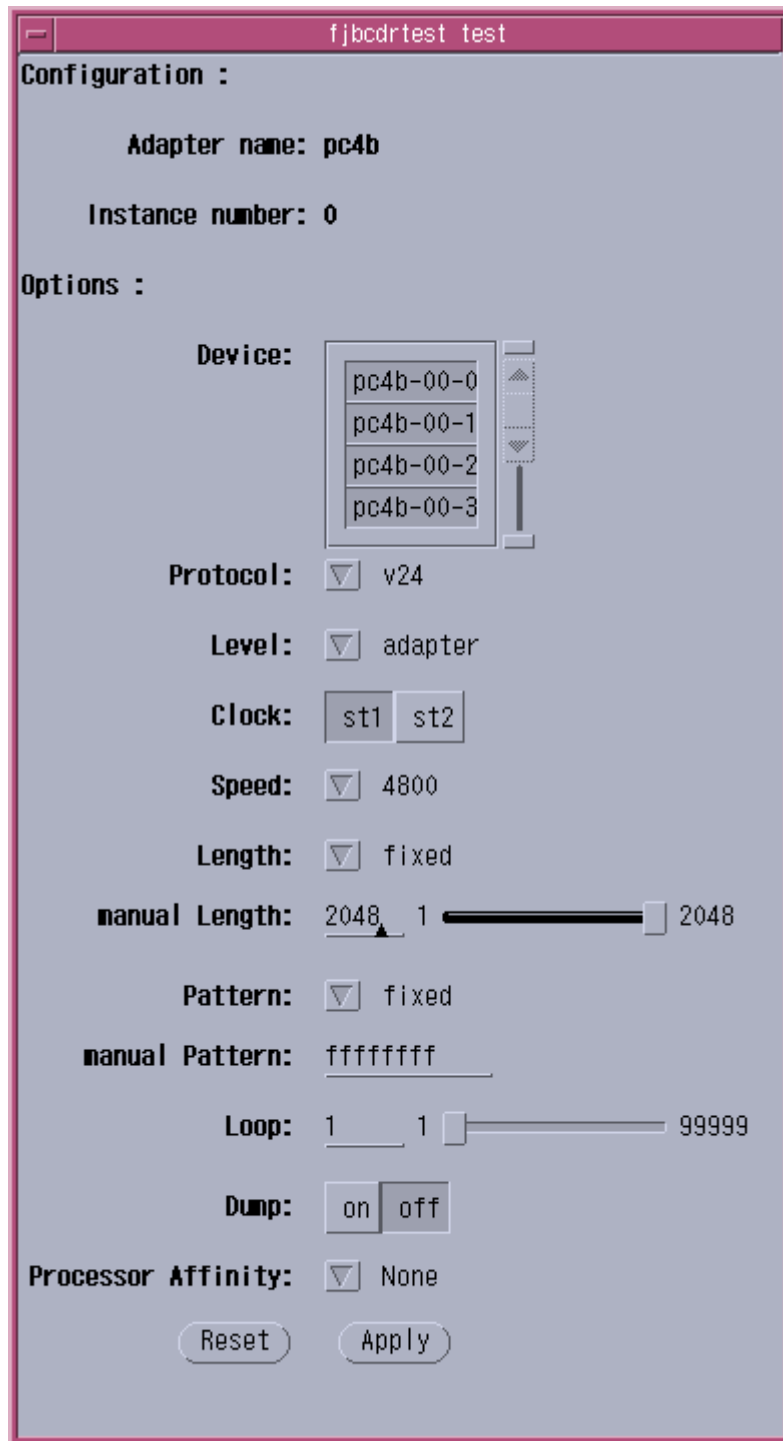 fjbcdrtest test
Configuration :
Adapter name: pc4b
Instance number: 0
Options :
Device:
pc4b-00-0
pc4b-00-1
pc4b-00-2
pc4b-00-3
Protocol: v24
Level: adapter
Clock: st1 st2
Speed: 4800
Length: fixed
manual Length: 2048 1 2048
Pattern: fixed
manual Pattern: ffffffff
Loop: 1 1 99999
Dump: on off
Processor Affinity: None
Reset Apply